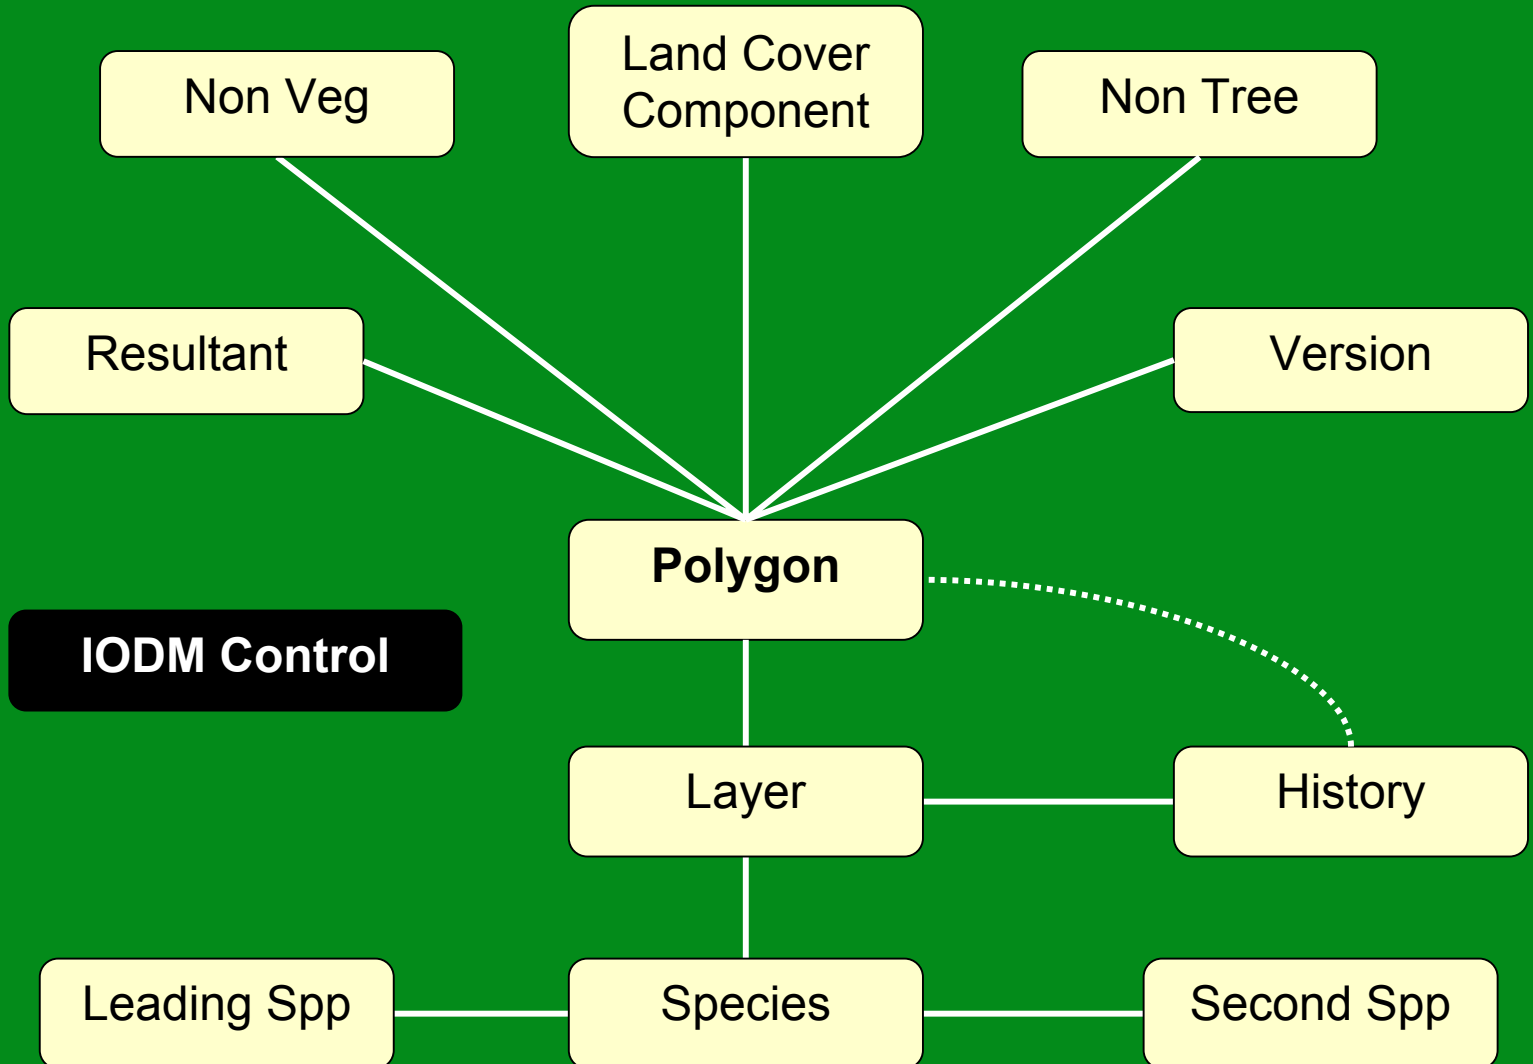 Non Veg
Land Cover
Component
Non Tree
Resultant
Version
Polygon
IODM Control
Layer
History
Leading Spp
Species
Second Spp